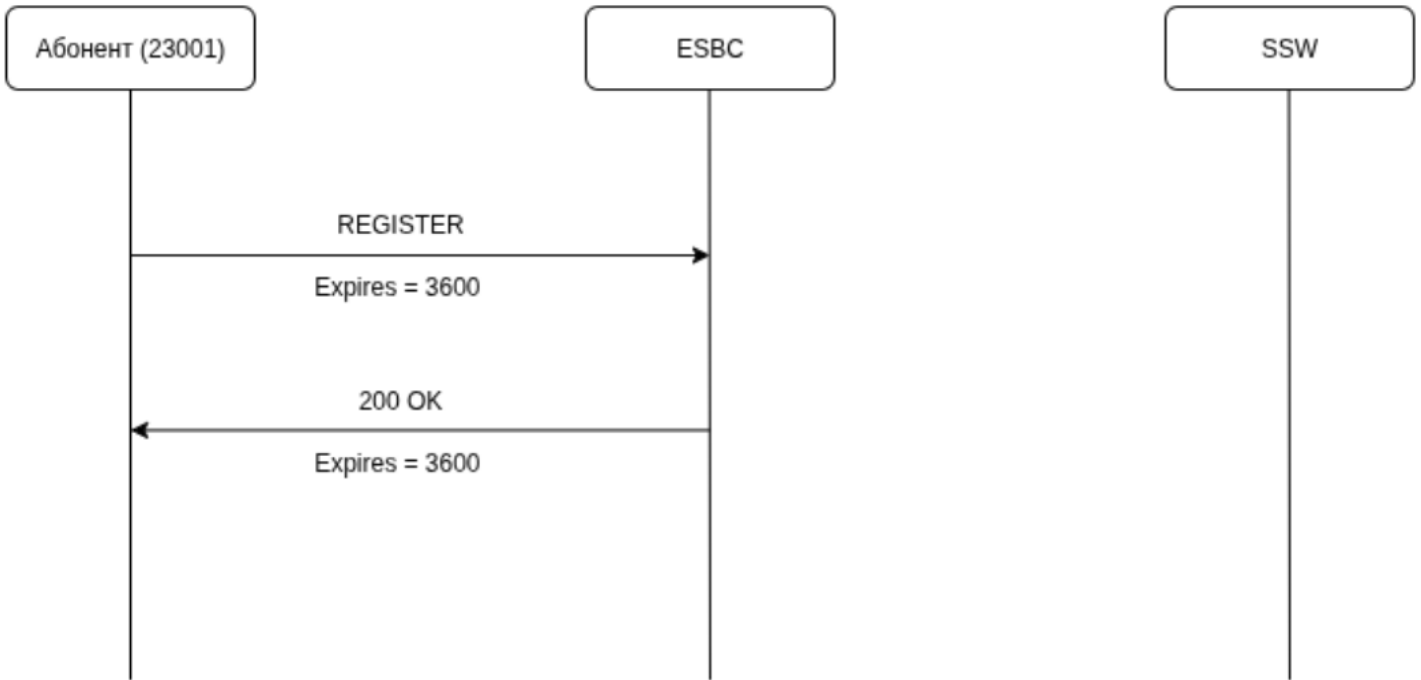 Абонент (23001)
ESBC
SSW
REGISTER
Expires = 3600
200 OK
Expires = 3600